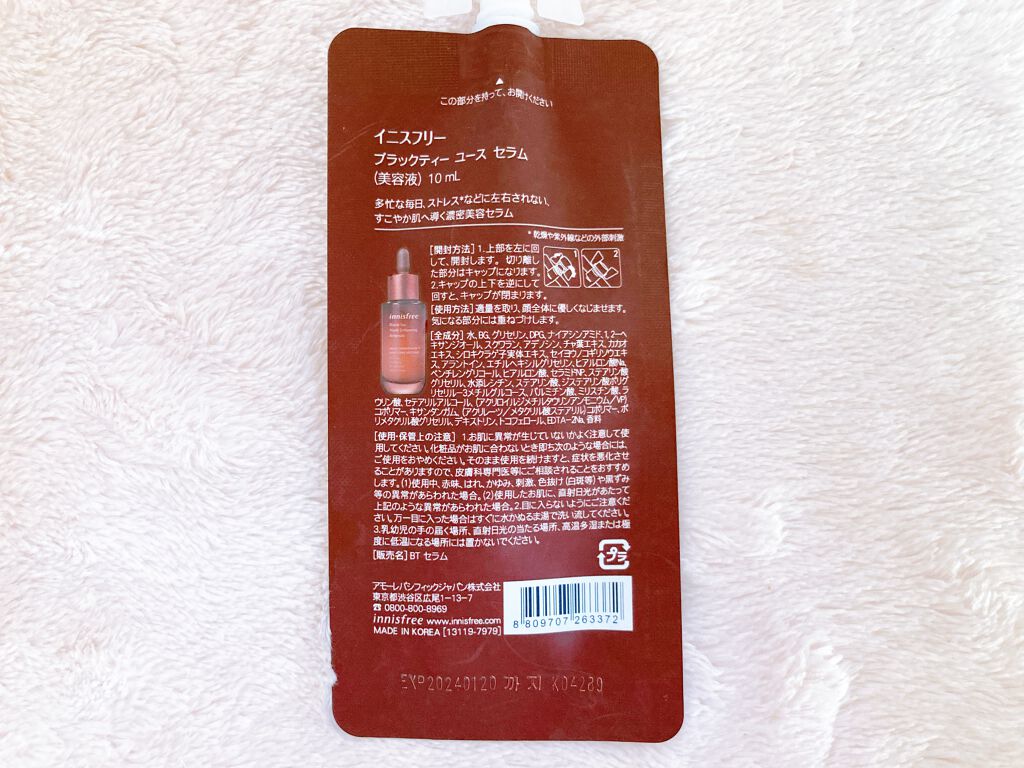 この部分を持って、お開けください
イニスフリー
ブラックティー ユース セラム
(美容液) 10 mL
多忙な毎日、ストレス*などに左右されない、
すこやか肌へ導く濃密美容セラム
* 乾燥や紫外線などの外部刺激
[開封方法] 1.上部を左に回
して、開封します。切り離し
た部分はキャップになります。
2.キャップの上下を逆にして
回すと、キャップが閉まります。
1
2
[使用方法] 適量を取り、顔全体に優しくなじませます。
気になる部分には重ねづけします。
innisfree
[全成分] 水、BG、グリセリン、DPG、ナイアシンアミド、1,2-ヘ
キサンジオール、スクワラン、アデノシン、チャ葉エキス、カカオ
エキス、シロキクラゲ子実体エキス、セイヨウノコギリソウエキ
ス、アラントイン、エチルヘキシルグリセリン、ヒアルロン酸Na、
ペンチレングリコール、ヒアルロン酸、セラミドNP、ステアリン酸
グリセリル、水添レシチン、ステアリン酸、ジステアリン酸ポリグ
リセリル-3メチルグルコース、パルミチン酸、ミリスチン酸、ラ
ウリン酸、セテアリルアルコール、(アクリロイルジメチルタウリンアンモニウム/VP)
コポリマー、キサンタンガム、(アクリレーツ/メタクリル酸ステアリル)コポリマー、ポ
リメタクリル酸グリセリル、デキストリン、トコフェロール、EDTA-2Na、香料
[使用・保管上の注意] 1.お肌に異常が生じていないかよく注意して使
用してください。化粧品がお肌に合わないとき即ち次のような場合には、
ご使用をおやめください。そのまま使用を続けますと、症状を悪化させ
ることがありますので、皮膚科専門医等にご相談されることをおすすめ
します。(1)使用中、赤味、はれ、かゆみ、刺激、色抜け(白斑等)や黒ずみ
等の異常があらわれた場合。(2)使用したお肌に、直射日光があたって
上記のような異常があらわれた場合。2.目に入らないようにご注意くだ
さい。万一目に入った場合はすぐに水かぬるま湯で洗い流してください。
3.乳幼児の手の届く場所、直射日光の当たる場所、高温多湿または極
度に低温になる場所には置かないでください。
[販売名] BT セラム
プラ
アモーレパシフィックジャパン株式会社
東京都渋谷区広尾1-13-7
☎ 0800-800-8969
innisfree www.innisfree.com
MADE IN KOREA [13119-7979]
8 809707 263372
EXP20240120 까지 K04289